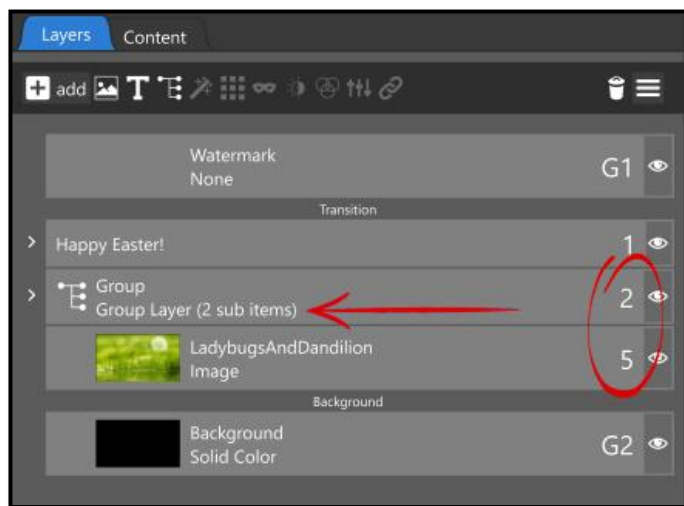 Layers Content
add
Watermark
None
G1
Transition
Happy Easter!
1
Group
Group Layer (2 sub items)
2
LadybugsAndDandilion
Image
5
Background
Background
Solid Color
G2